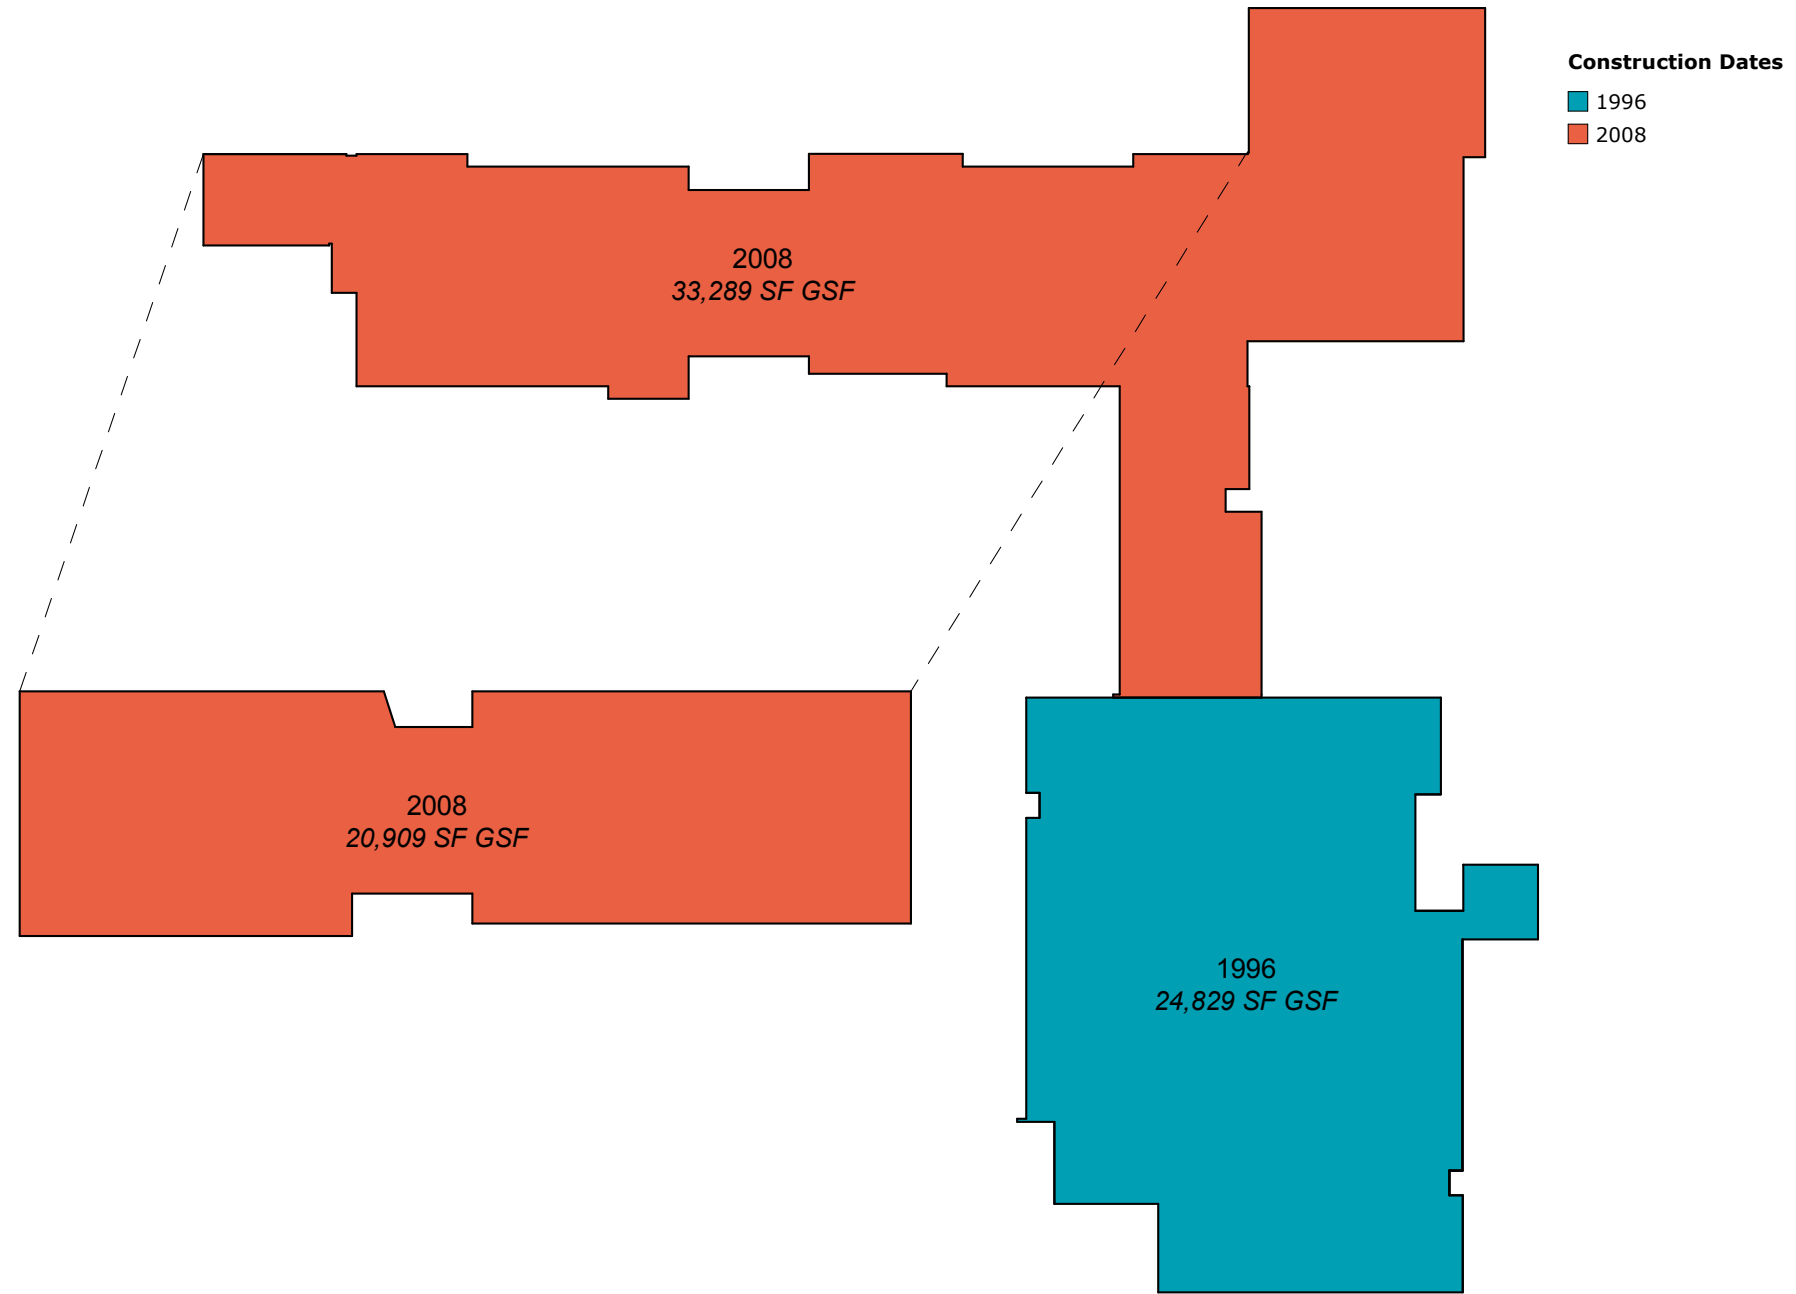 Construction Dates
1996
2008
2008
33,289 SF GSF
2008
20,909 SF GSF
1996
24,829 SF GSF